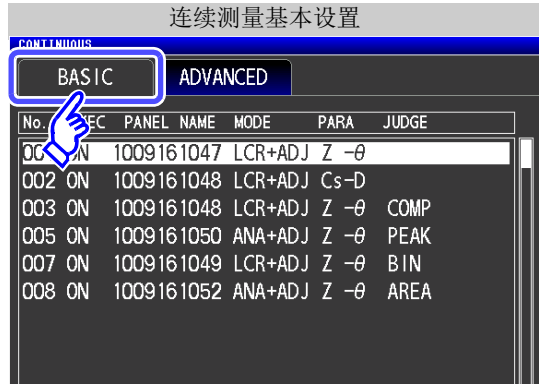 连续测量基本设置
CONTINUOUS
BASIC ADVANCED
No. EXEC PANEL NAME MODE PARA JUDGE
001 ON 1009161047 LCR+ADJ Z -θ
002 ON 1009161048 LCR+ADJ Cs-D
003 ON 1009161048 LCR+ADJ Z -θ COMP
005 ON 1009161050 ANA+ADJ Z -θ PEAK
007 ON 1009161049 LCR+ADJ Z -θ BIN
008 ON 1009161052 ANA+ADJ Z -θ AREA